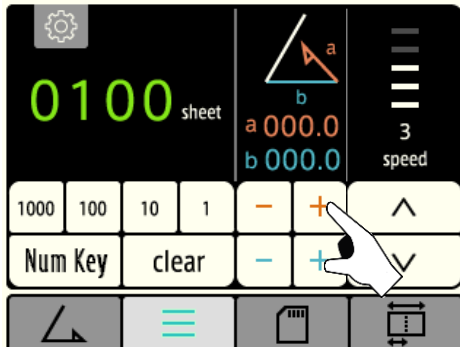 0100 sheet
a
b
a 000.0
b 000.0
3
speed
1000 100 10 1 − +
Num Key clear − +